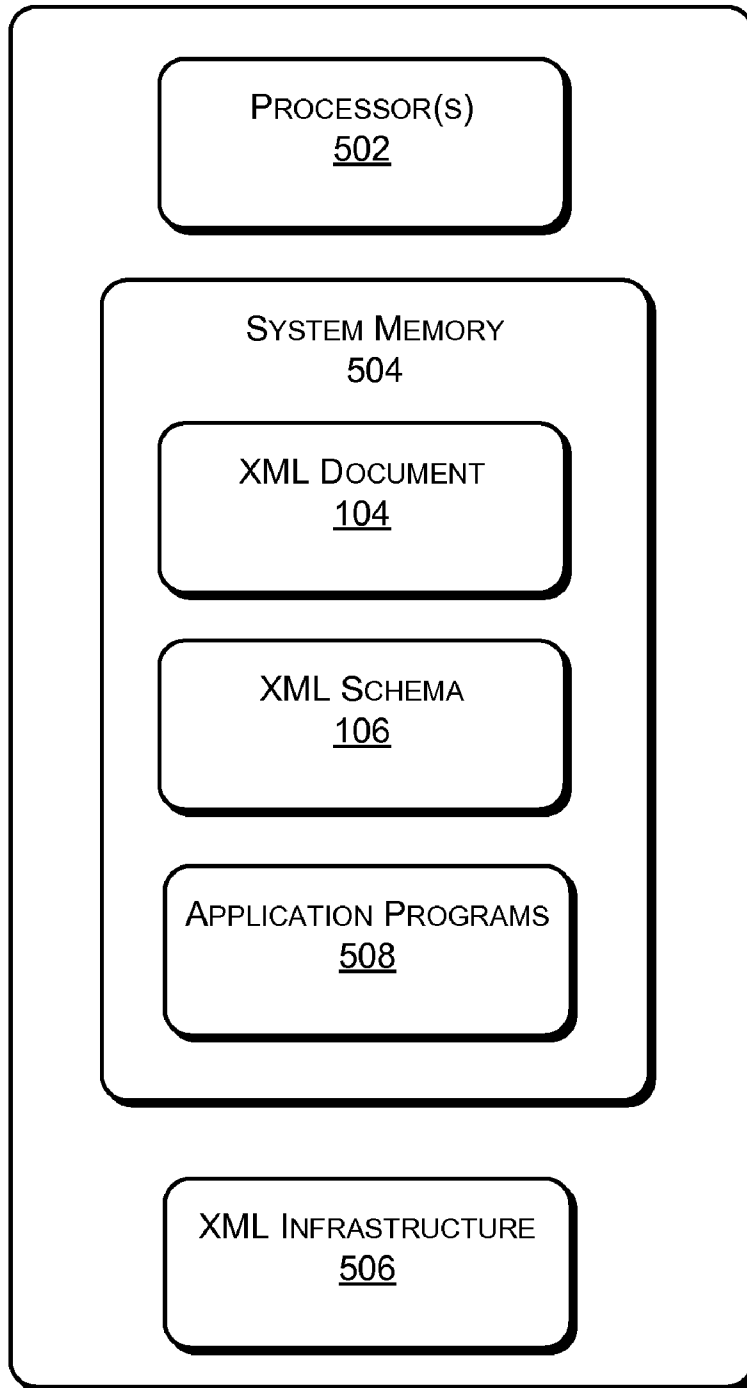 PROCESSOR(S)
502
SYSTEM MEMORY
504
XML DOCUMENT
104
XML SCHEMA
106
APPLICATION PROGRAMS
508
XML INFRASTRUCTURE
506